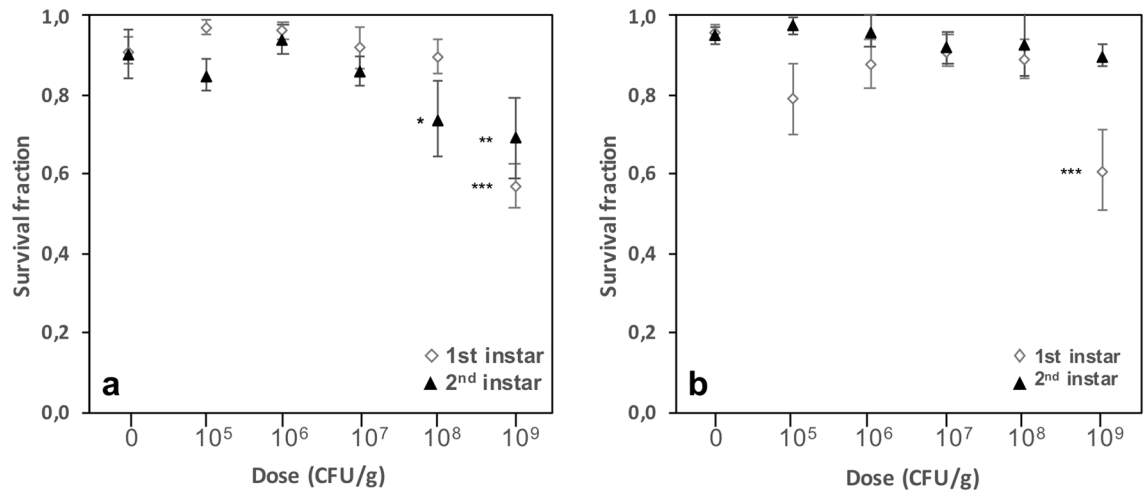 1,0
0,8
0,6
0,4
0,2
0,0
Survival fraction
*
**
***
1st instar
2nd instar
a
0 10^5 10^6 10^7 10^8 10^9
Dose (CFU/g)
1,0
0,8
0,6
0,4
0,2
0,0
Survival fraction
***
1st instar
2nd instar
b
0 10^5 10^6 10^7 10^8 10^9
Dose (CFU/g)